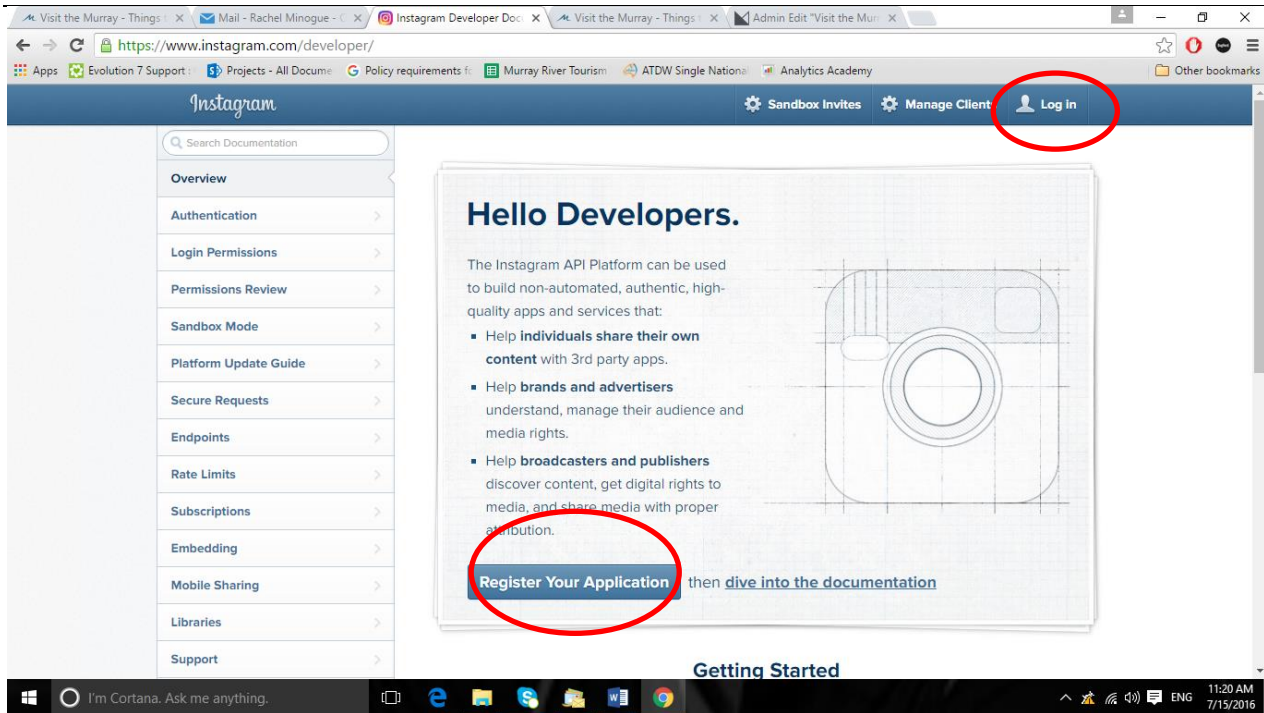 Visit the Murray - Things
Mail - Rachel Minogue -
Instagram Developer Doc
Visit the Murray - Things
Admin Edit "Visit the Mur
https://www.instagram.com/developer/
Apps
Evolution 7 Support
Projects - All Docume
Policy requirements fo
Murray River Tourism
ATDW Single National
Analytics Academy
Other bookmarks
Instagram
Sandbox Invites
Manage Clients
Log in
Search Documentation
Overview
Authentication
Login Permissions
Permissions Review
Sandbox Mode
Platform Update Guide
Secure Requests
Endpoints
Rate Limits
Subscriptions
Embedding
Mobile Sharing
Libraries
Support
Hello Developers.
The Instagram API Platform can be used
to build non-automated, authentic, high-
quality apps and services that:
Help individuals share their own
content with 3rd party apps.
Help brands and advertisers
understand, manage their audience and
media rights.
Help broadcasters and publishers
discover content, get digital rights to
media, and share media with proper
attribution.
Register Your Application then dive into the documentation
Getting Started
I'm Cortana. Ask me anything.
ENG
11:20 AM
7/15/2016